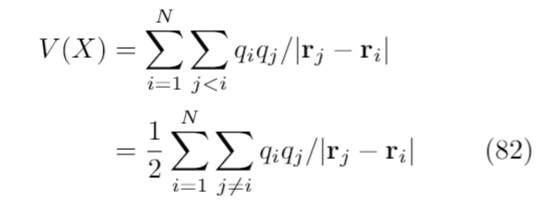 V(X) = \sum_{i=1}^{N} \sum_{j<i} q_i q_j / |\mathbf{r}_j - \mathbf{r}_i|
= \frac{1}{2} \sum_{i=1}^{N} \sum_{j \neq i} q_i q_j / |\mathbf{r}_j - \mathbf{r}_i| (82)